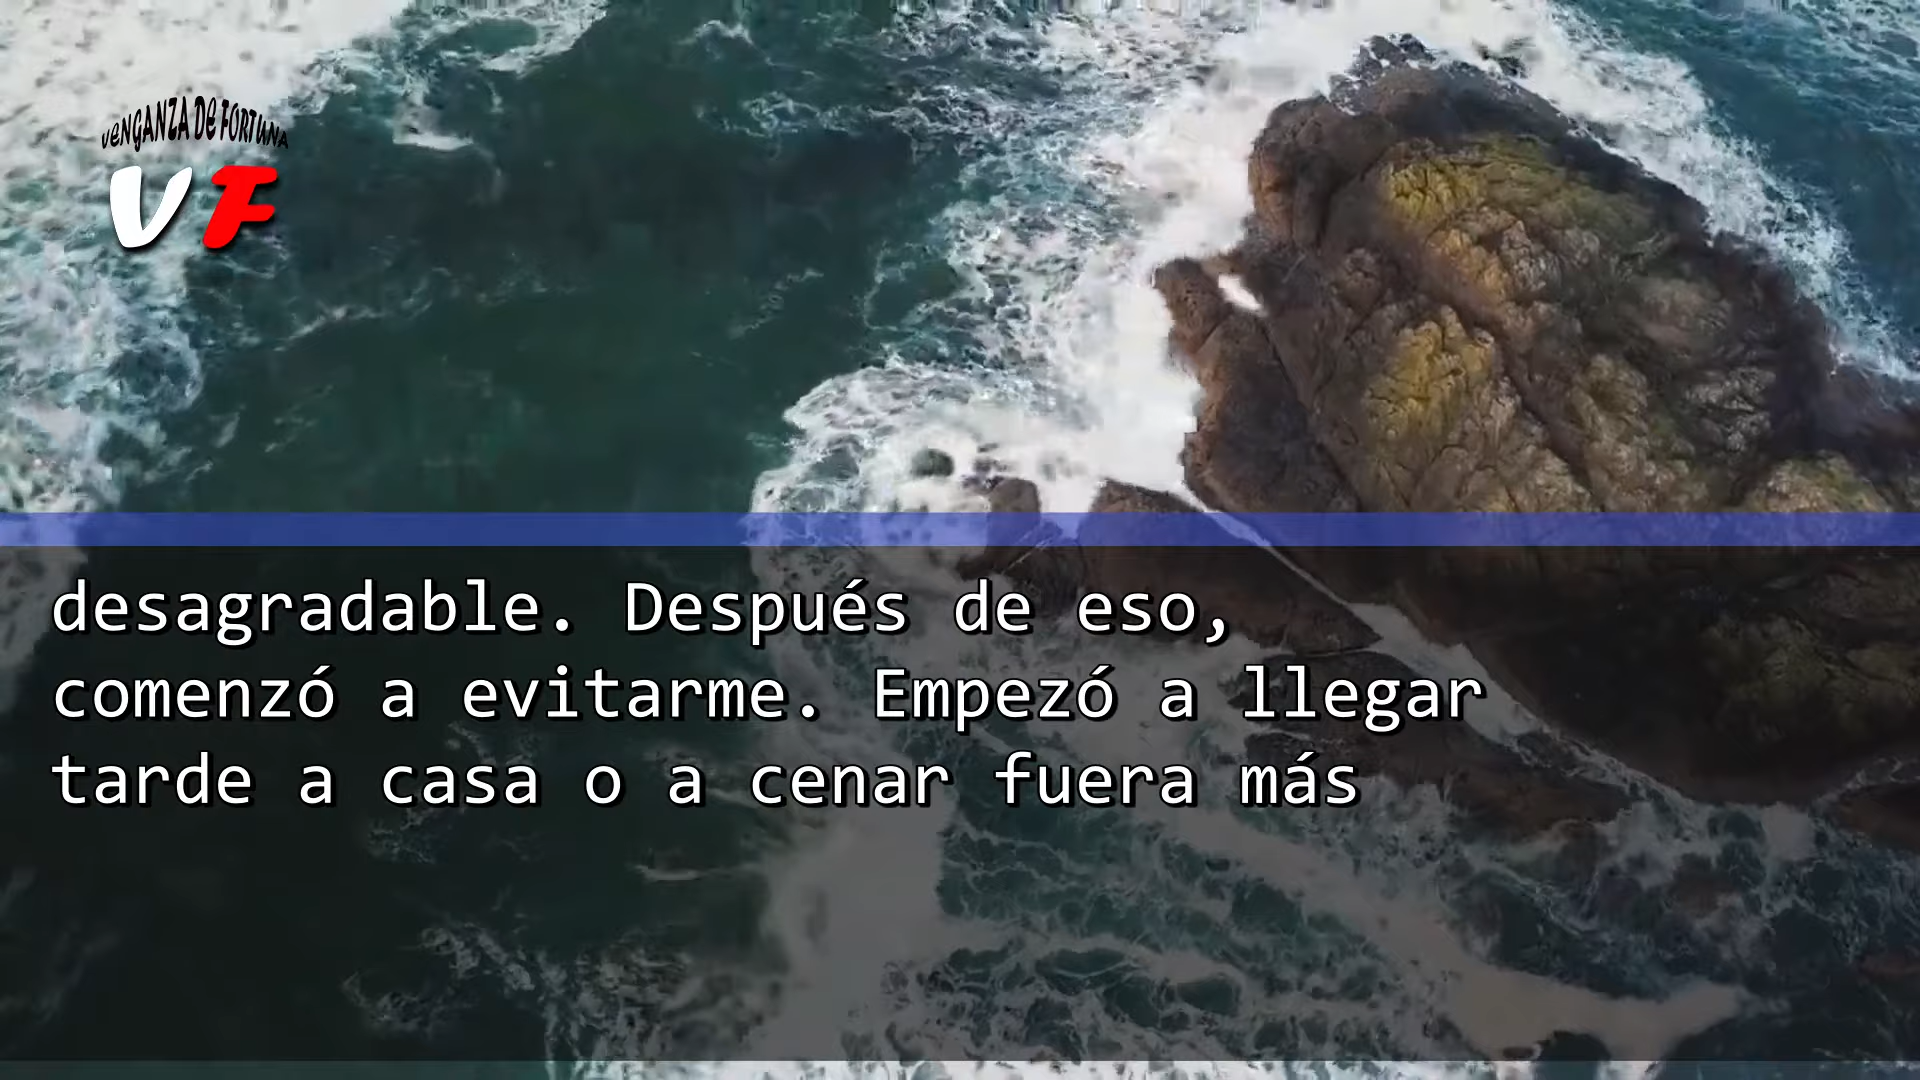 VENGANZA DE FORTUNA
VF
desagradable. Después de eso,
comenzó a evitarme. Empezó a llegar
tarde a casa o a cenar fuera más